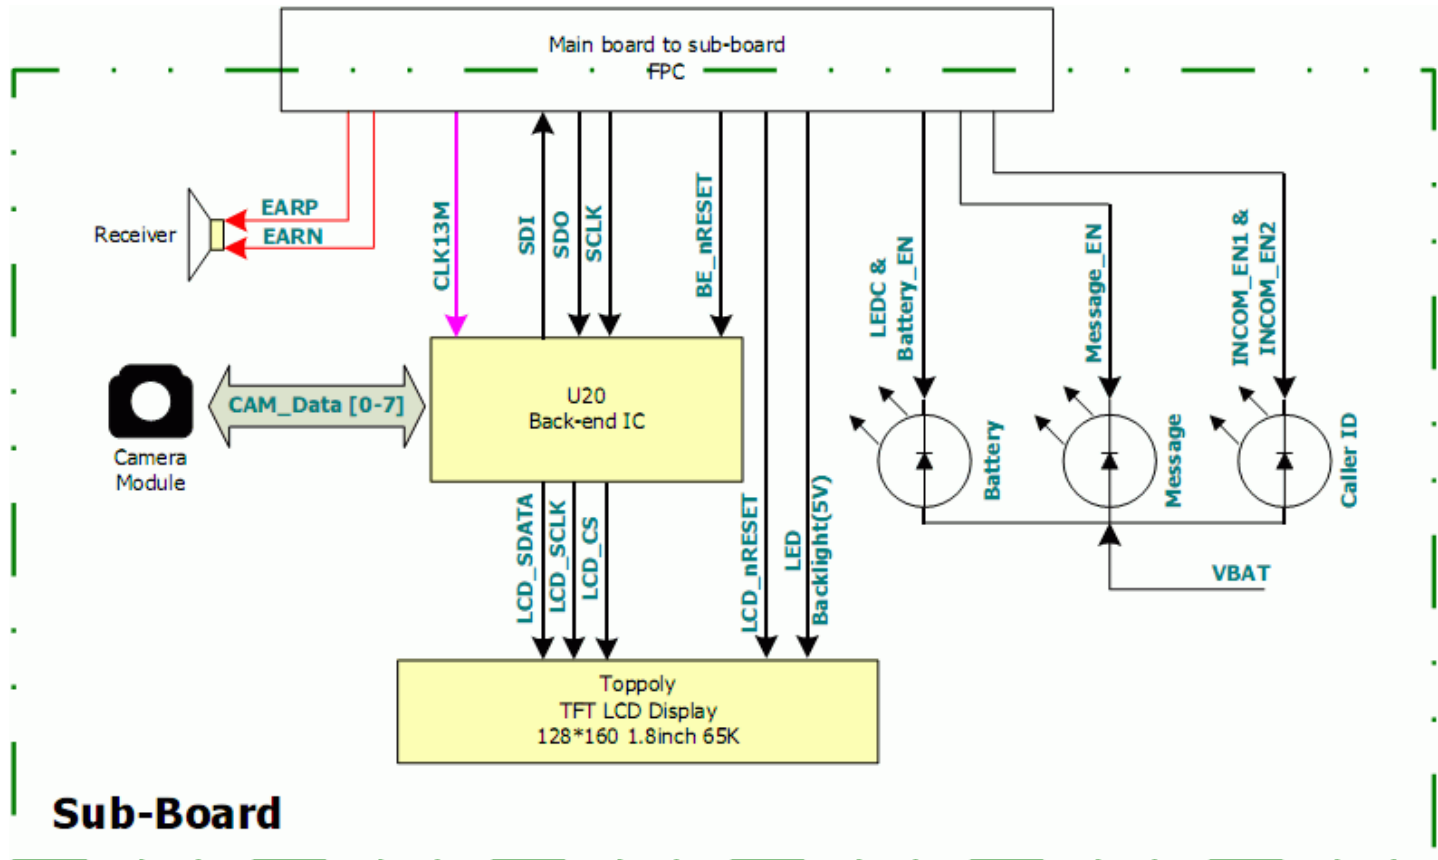 Main board to sub-board
FPC
Receiver
EARP
EARN
CLK13M
SDI
SDO
SCLK
BE_nRESET
LEDC &
Battery_EN
Message_EN
INCOM_EN1 &
INCOM_EN2
CAM_Data [0-7]
Camera
Module
U20
Back-end IC
Battery
Message
Caller ID
LCD_SDATA
LCD_SCLK
LCD_CS
LCD_nRESET
LED
Backlight(5V)
VBAT
Toppoly
TFT LCD Display
128*160 1.8inch 65K
Sub-Board